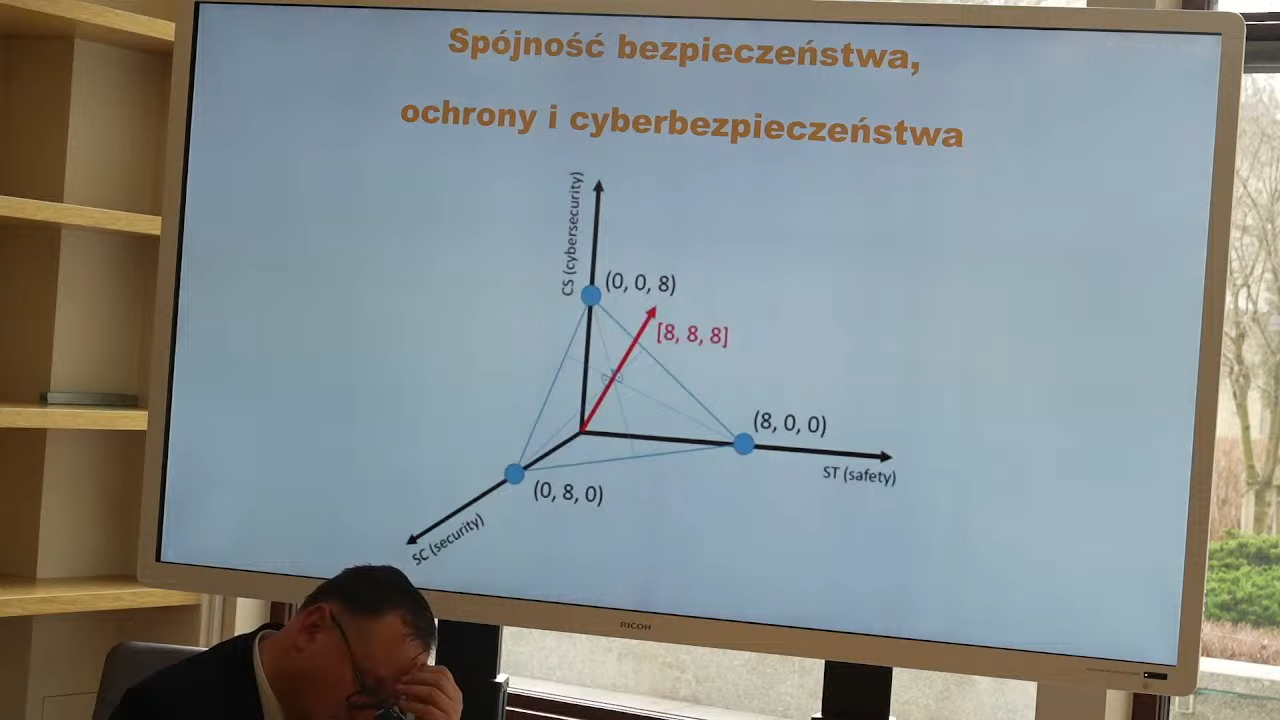 Spójność bezpieczeństwa,
ochrony i cyberbezpieczeństwa
CS (cybersecurity)
(0, 0, 8)
[8, 8, 8]
(8, 0, 0)
ST (safety)
(0, 8, 0)
SC (security)
RICOH